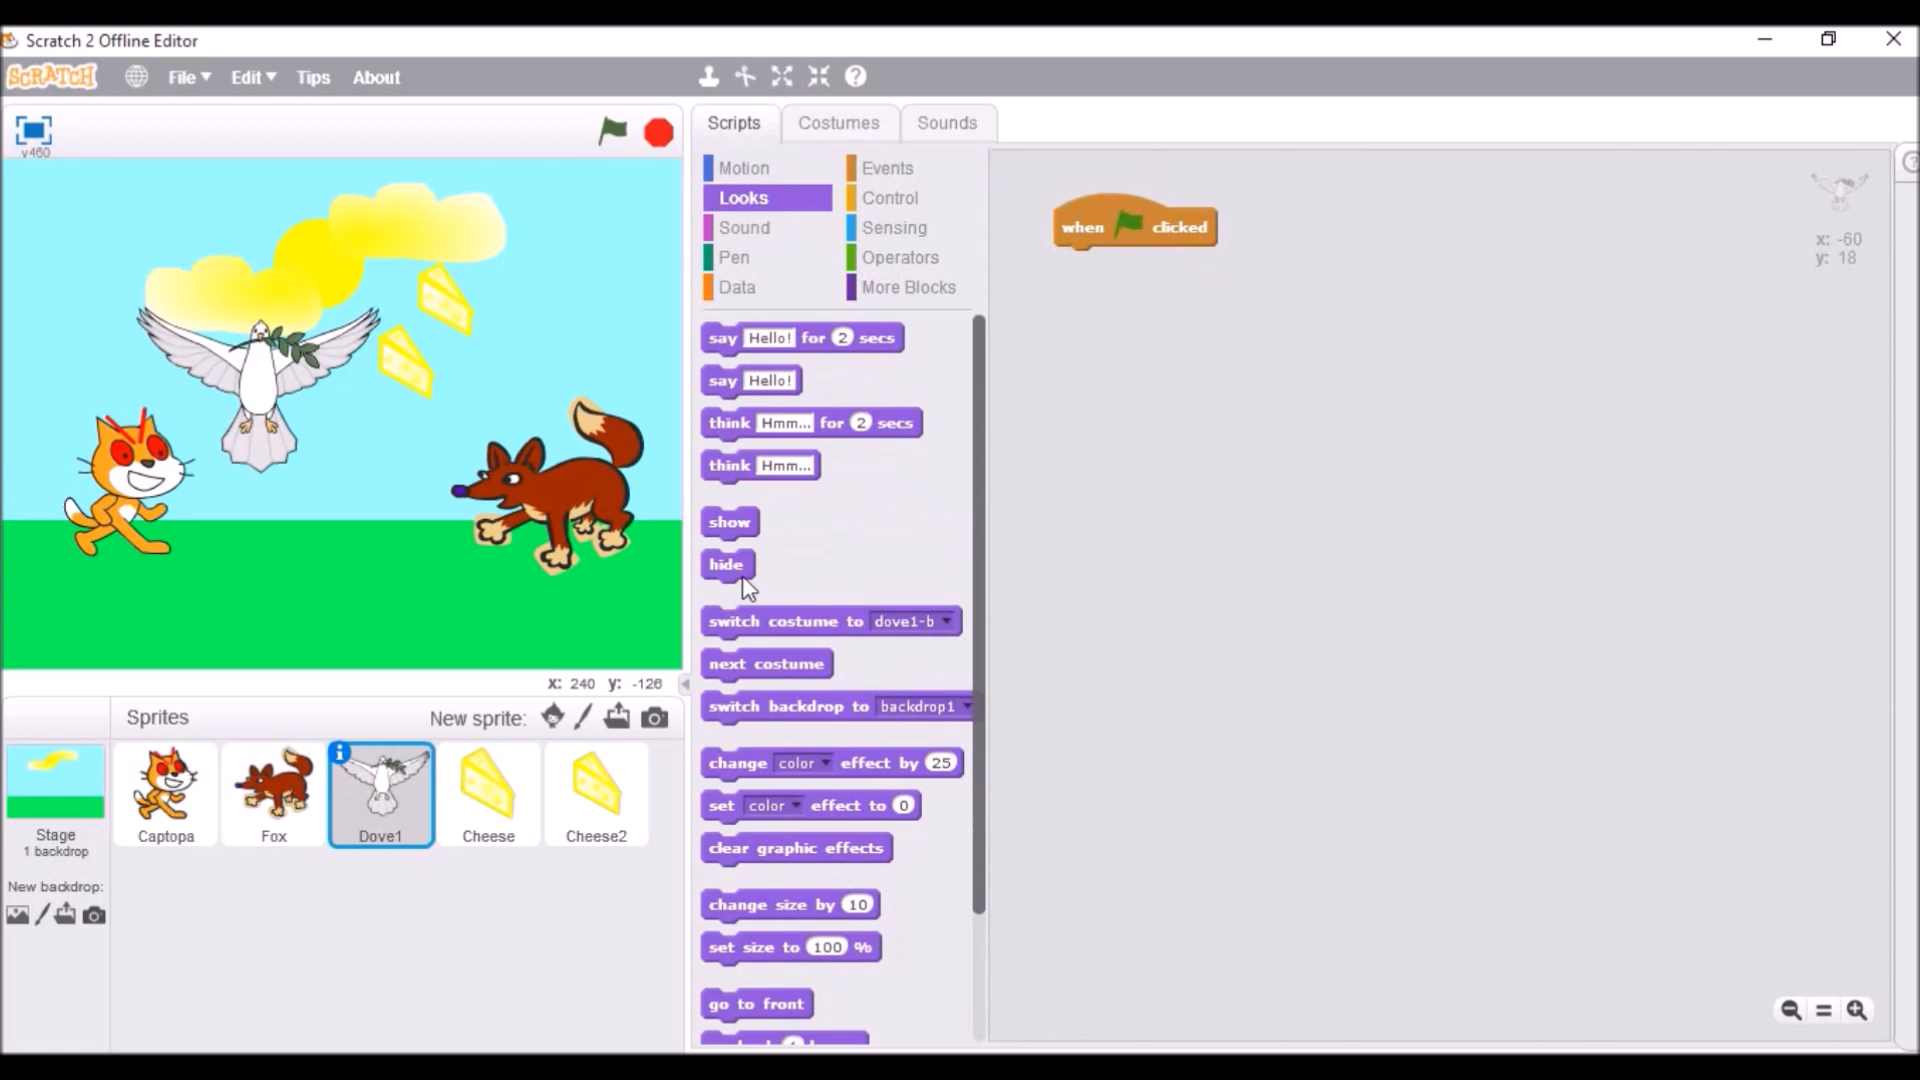 Scratch 2 Offline Editor
SCRATCH File Edit Tips About
v460
Scripts Costumes Sounds
Motion Events
Looks Control
Sound Sensing
Pen Operators
Data More Blocks
say Hello! for 2 secs
say Hello!
think Hmm... for 2 secs
think Hmm...
show
hide
switch costume to dove1-b
next costume
switch backdrop to backdrop1
change color effect by 25
set color effect to 0
clear graphic effects
change size by 10
set size to 100 %
go to front
when clicked
x: -60
y: 18
x: 240 y: -126
Sprites New sprite:
Stage
1 backdrop
New backdrop:
Captopa
Fox
Dove1
Cheese
Cheese2